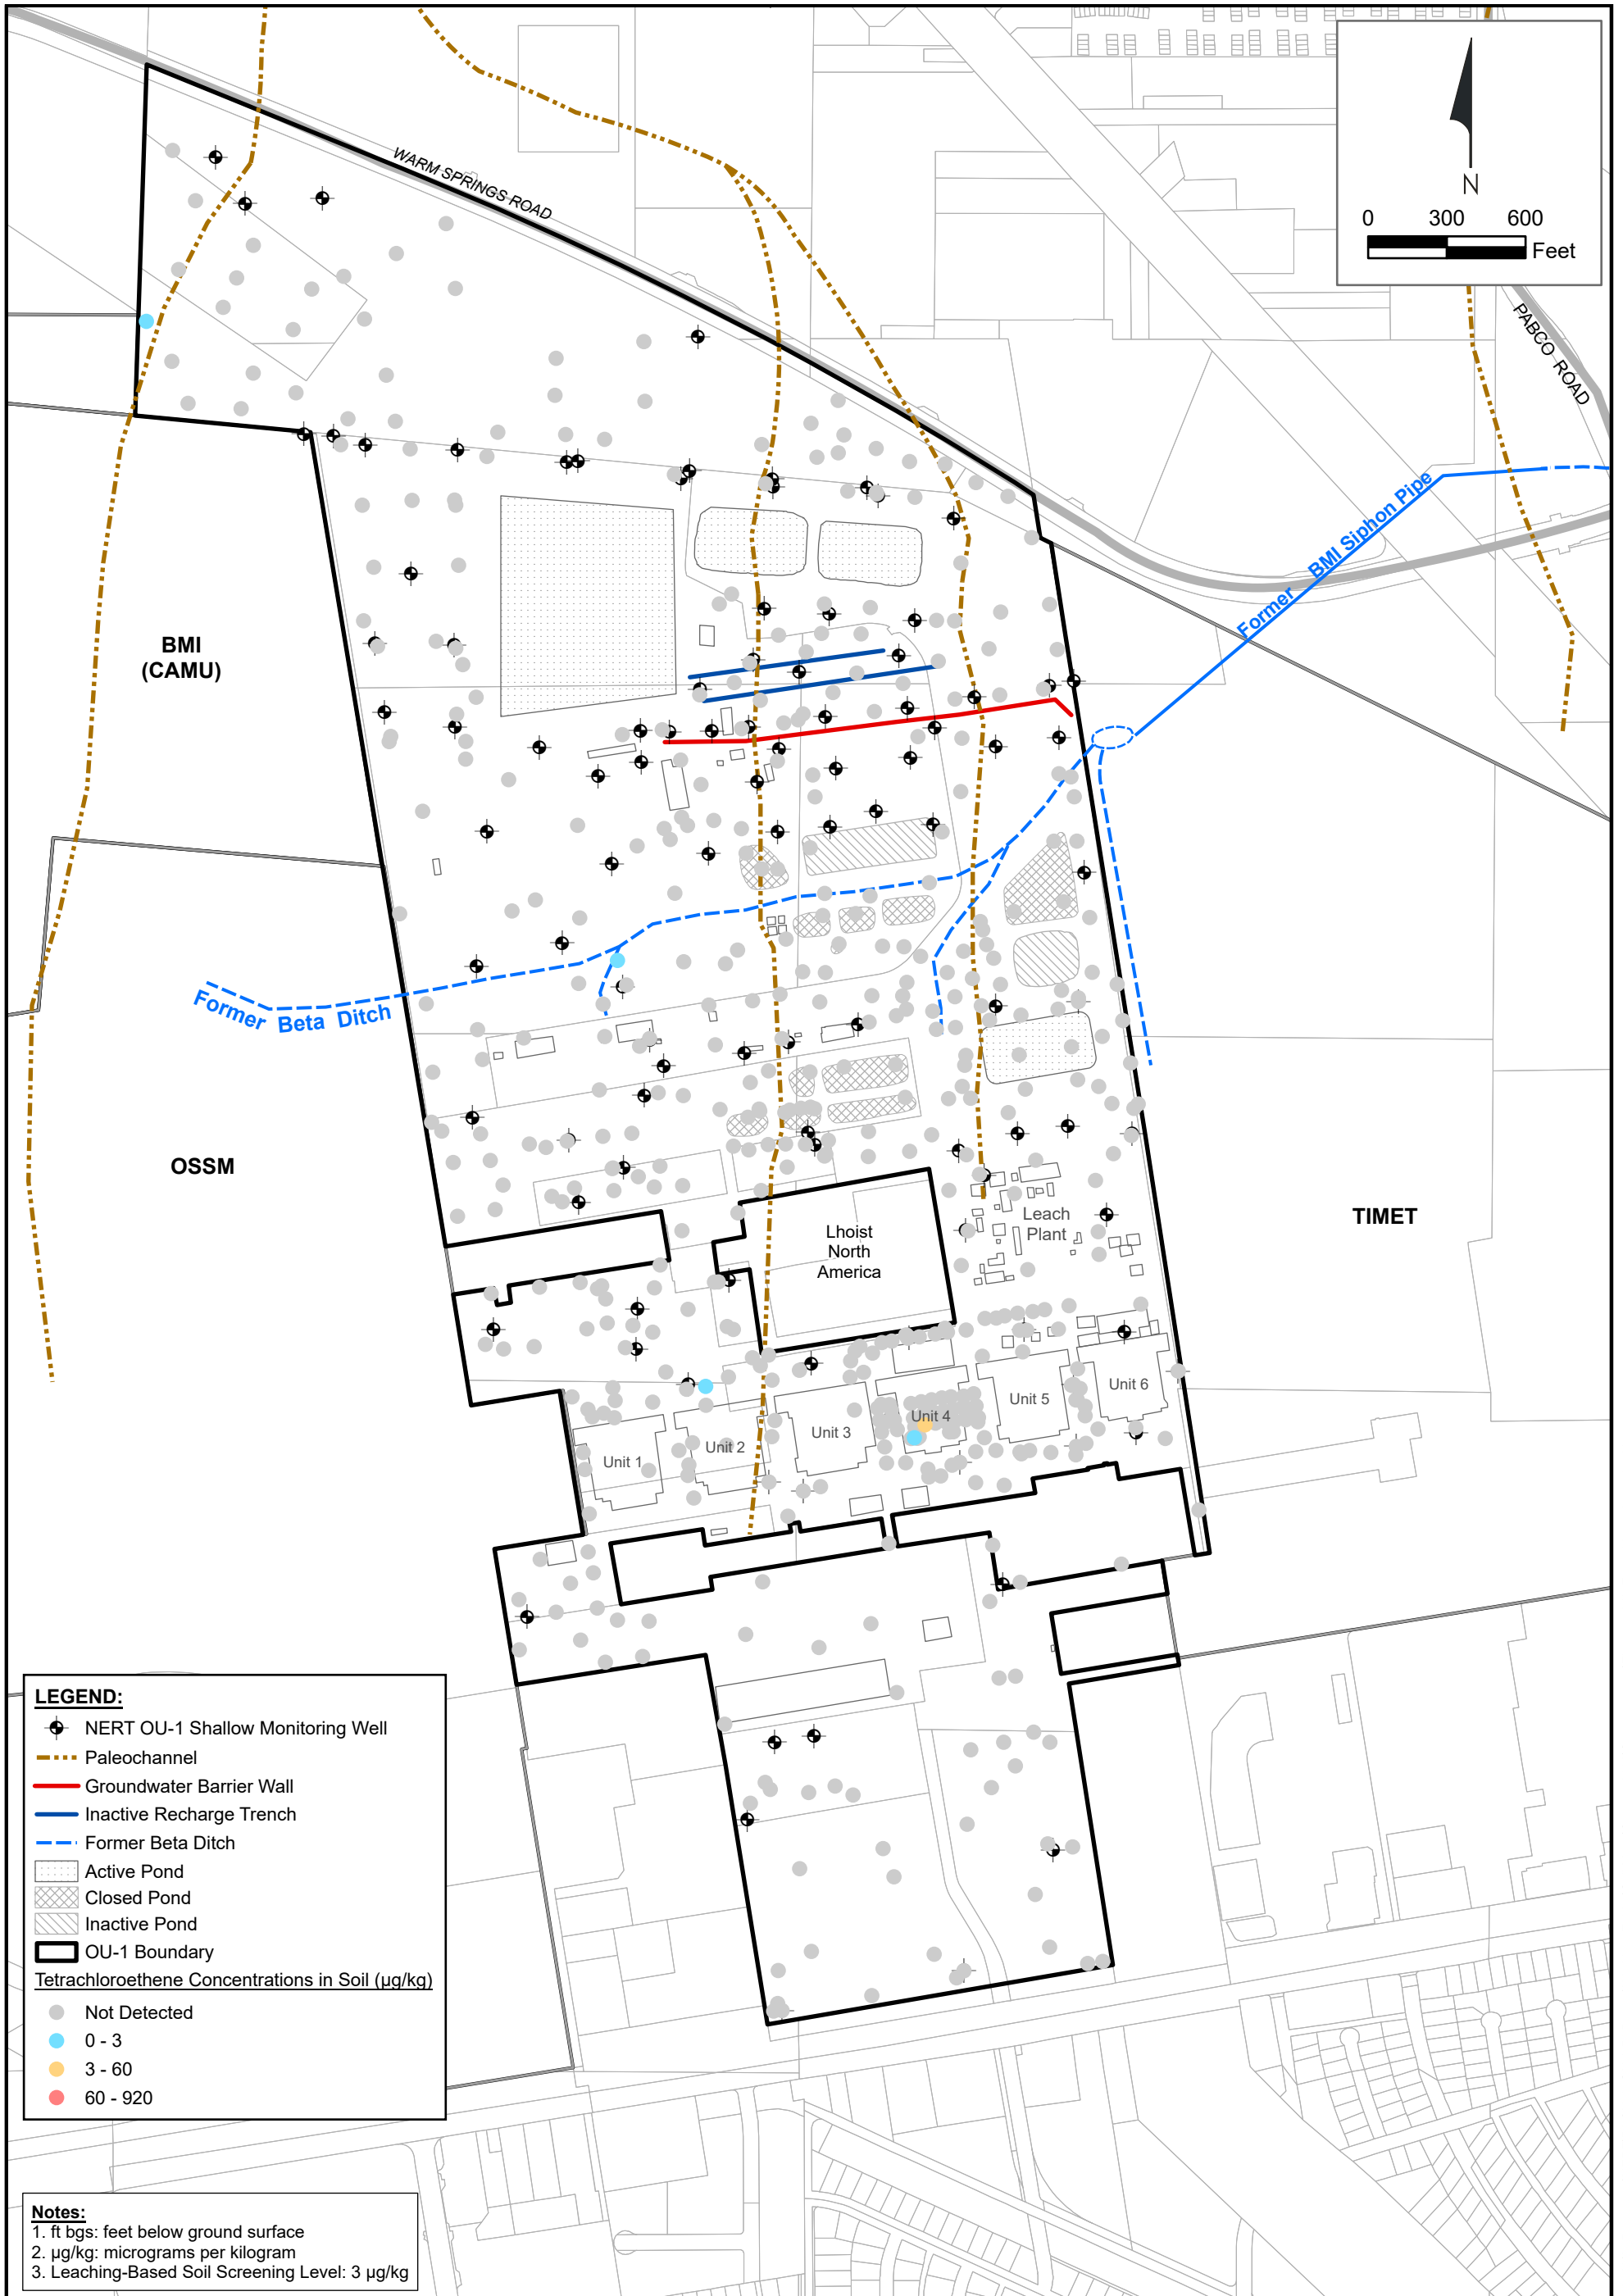 WARM SPRINGS ROAD
N
0 300 600
Feet
PABCO ROAD
Former BMI Siphon Pipe
BMI
(CAMU)
Former Beta Ditch
OSSM
TIMET
Lhoist
North
America
Leach
Plant
Unit 1
Unit 2
Unit 3
Unit 4
Unit 5
Unit 6
LEGEND:
NERT OU-1 Shallow Monitoring Well
Paleochannel
Groundwater Barrier Wall
Inactive Recharge Trench
Former Beta Ditch
Active Pond
Closed Pond
Inactive Pond
OU-1 Boundary
Tetrachloroethene Concentrations in Soil (µg/kg)
Not Detected
0 - 3
3 - 60
60 - 920
Notes:
1. ft bgs: feet below ground surface
2. µg/kg: micrograms per kilogram
3. Leaching-Based Soil Screening Level: 3 µg/kg